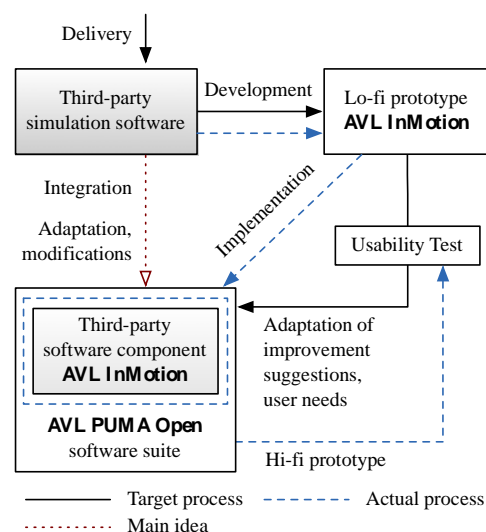 Delivery
Third-party
simulation software
Development
Lo-fi prototype
AVL InMotion
Integration
Adaptation,
modifications
Implementation
Usability Test
Third-party
software component
AVL InMotion
AVL PUMA Open
software suite
Adaptation of
improvement
suggestions,
user needs
Hi-fi prototype
Target process
Actual process
Main idea